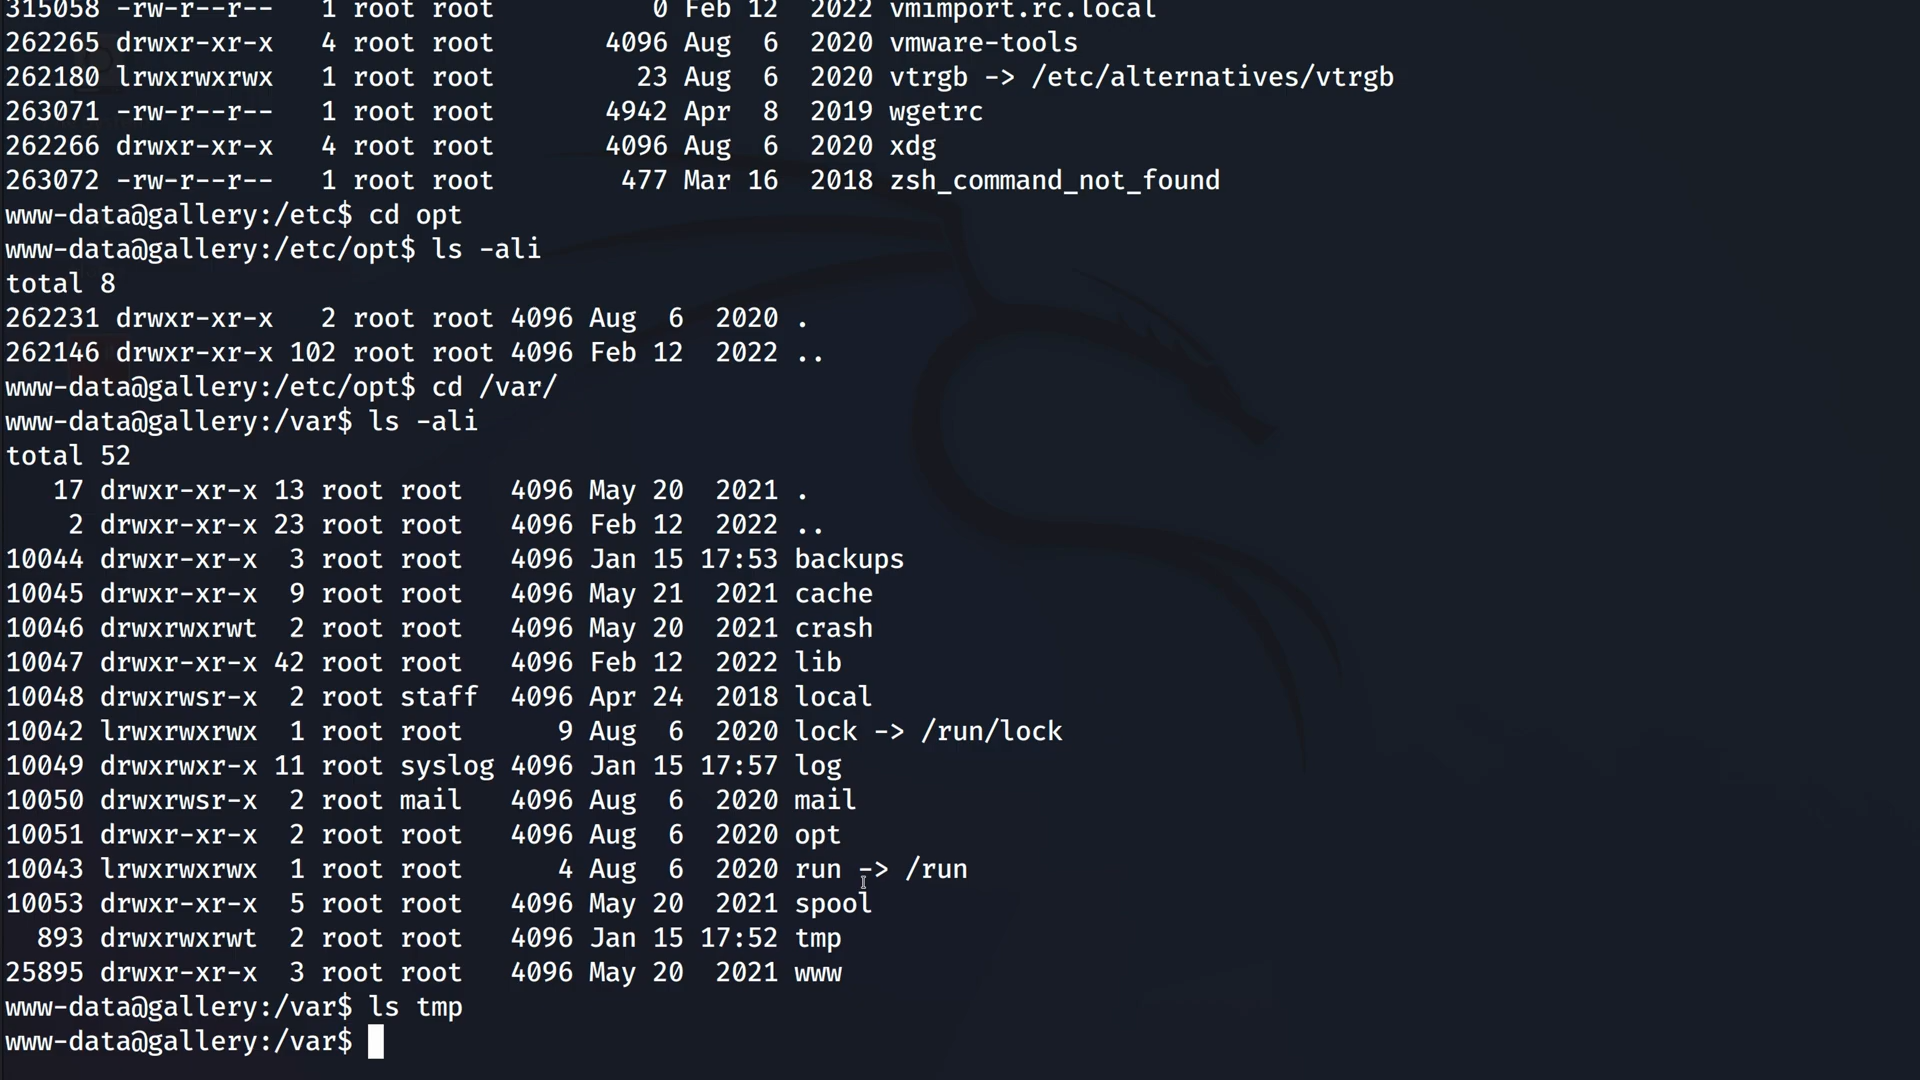 315058 -rw-r--r-- 1 root root 0 Feb 12 2022 vmimport.rc.local
262265 drwxr-xr-x 4 root root 4096 Aug 6 2020 vmware-tools
262180 lrwxrwxrwx 1 root root 23 Aug 6 2020 vtrgb -> /etc/alternatives/vtrgb
263071 -rw-r--r-- 1 root root 4942 Apr 8 2019 wgetrc
262266 drwxr-xr-x 4 root root 4096 Aug 6 2020 xdg
263072 -rw-r--r-- 1 root root 477 Mar 16 2018 zsh_command_not_found
www-data@gallery:/etc$ cd opt
www-data@gallery:/etc/opt$ ls -ali
total 8
262231 drwxr-xr-x 2 root root 4096 Aug 6 2020 .
262146 drwxr-xr-x 102 root root 4096 Feb 12 2022 ..
www-data@gallery:/etc/opt$ cd /var/
www-data@gallery:/var$ ls -ali
total 52
17 drwxr-xr-x 13 root root 4096 May 20 2021 .
2 drwxr-xr-x 23 root root 4096 Feb 12 2022 ..
10044 drwxr-xr-x 3 root root 4096 Jan 15 17:53 backups
10045 drwxr-xr-x 9 root root 4096 May 21 2021 cache
10046 drwxrwxrwt 2 root root 4096 May 20 2021 crash
10047 drwxr-xr-x 42 root root 4096 Feb 12 2022 lib
10048 drwxrwsr-x 2 root staff 4096 Apr 24 2018 local
10042 lrwxrwxrwx 1 root root 9 Aug 6 2020 lock -> /run/lock
10049 drwxrwxr-x 11 root syslog 4096 Jan 15 17:57 log
10050 drwxrwsr-x 2 root mail 4096 Aug 6 2020 mail
10051 drwxr-xr-x 2 root root 4096 Aug 6 2020 opt
10043 lrwxrwxrwx 1 root root 4 Aug 6 2020 run -> /run
10053 drwxr-xr-x 5 root root 4096 May 20 2021 spool
893 drwxrwxrwt 2 root root 4096 Jan 15 17:52 tmp
25895 drwxr-xr-x 3 root root 4096 May 20 2021 www
www-data@gallery:/var$ ls tmp
www-data@gallery:/var$